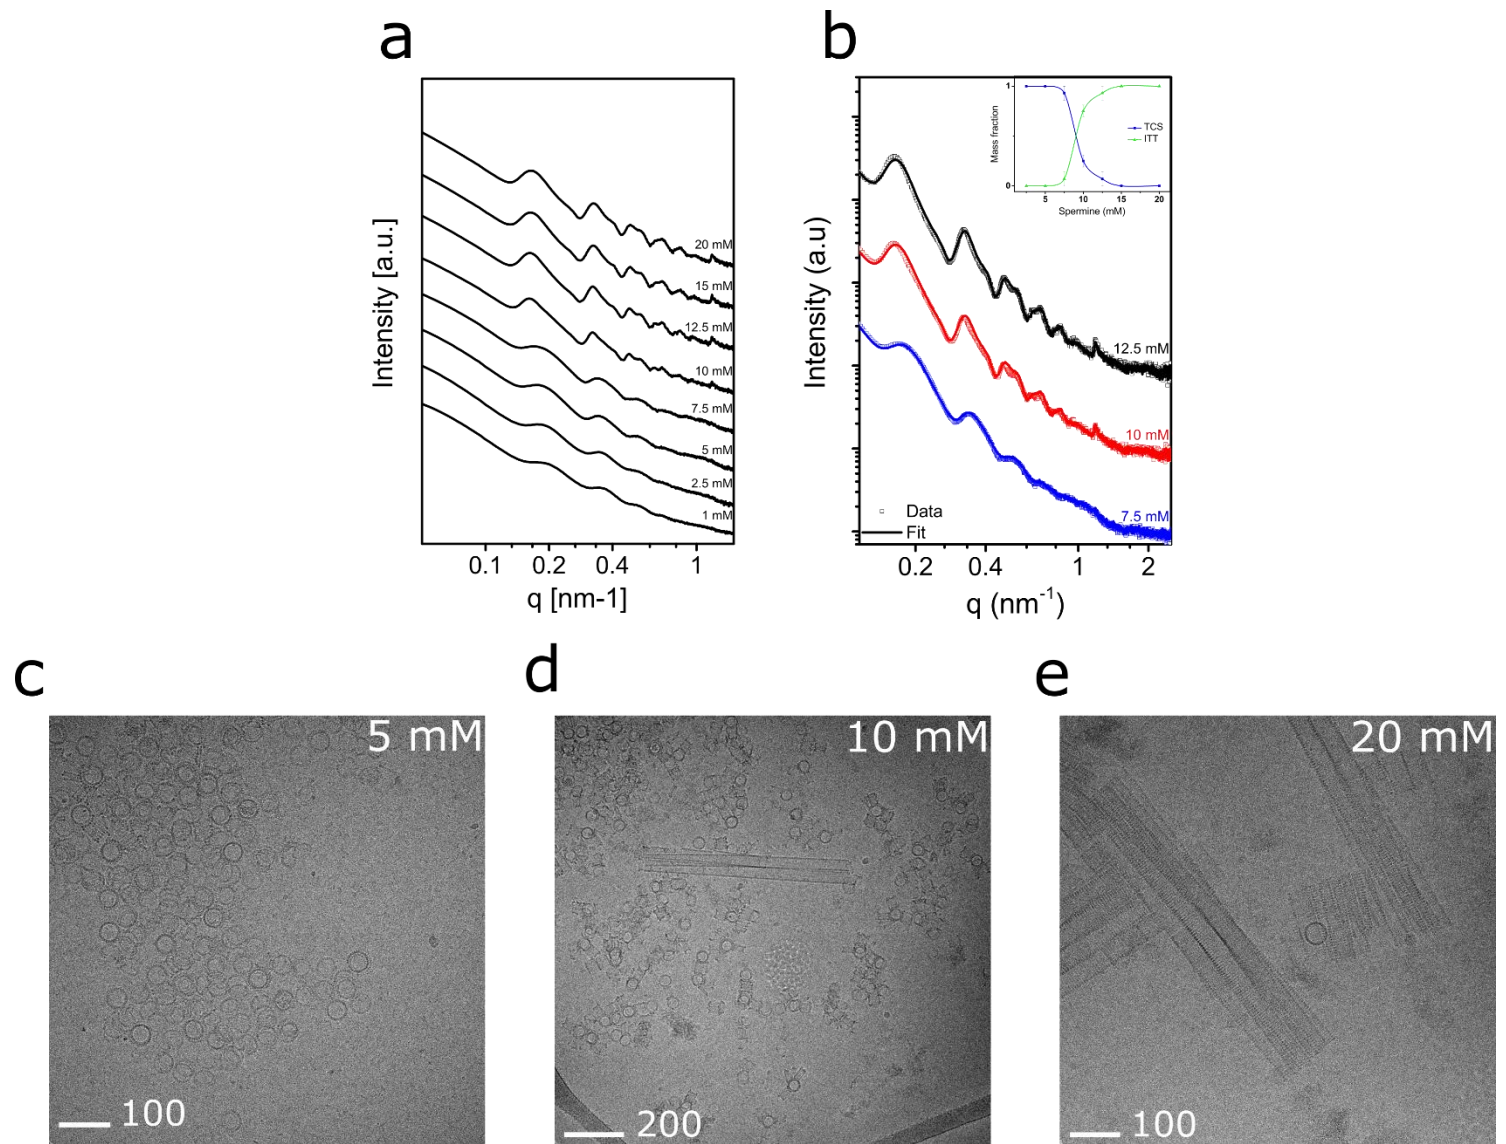 a
b
Intensity [a.u.]
20 mM
15 mM
12.5 mM
10 mM
7.5 mM
5 mM
2.5 mM
1 mM
0.1 0.2 0.4 1
q [nm-1]
Intensity (a.u)
Mass fraction
1
0
TCS
ITT
5 10 15 20
Spermine (mM)
12.5 mM
10 mM
7.5 mM
Data
Fit
0.2 0.4 1 2
q (nm⁻¹)
c
d
e
5 mM
10 mM
20 mM
100
200
100